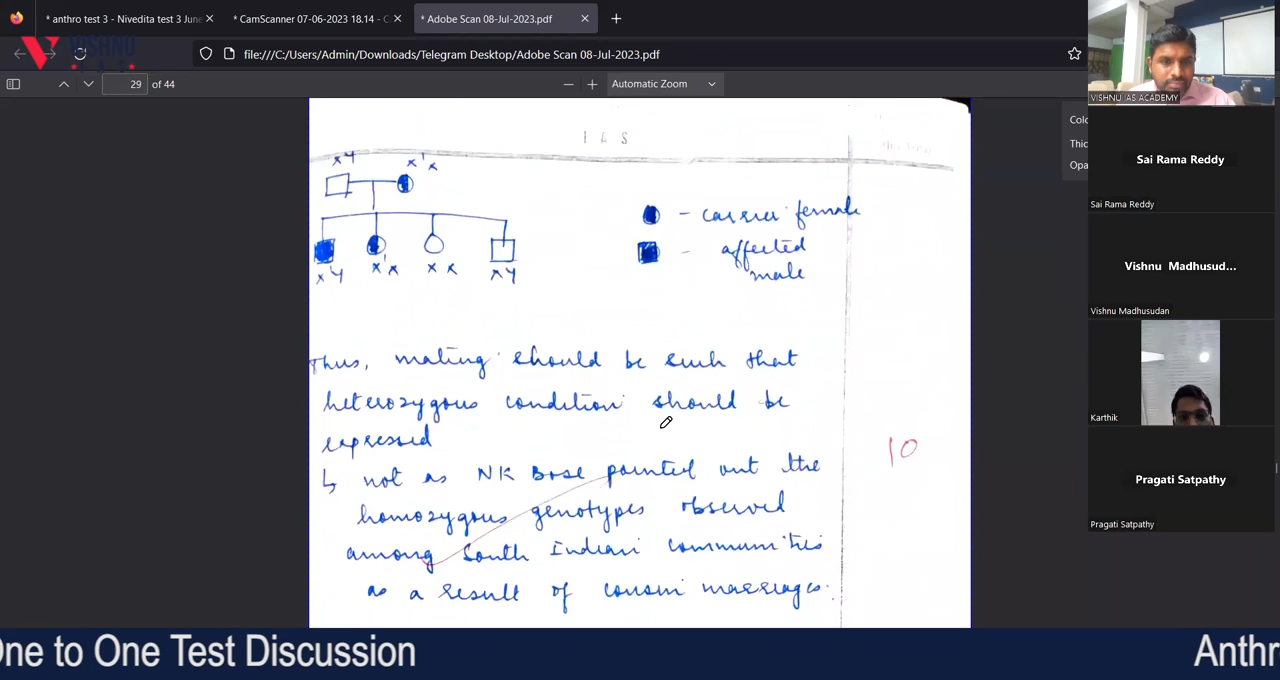 * anthro test 3 - Nivedita test 3 June
* CamScanner 07-06-2023 18.14 - C
* Adobe Scan 08-Jul-2023.pdf
VISHNU
IAS
file:///C:/Users/Admin/Downloads/Telegram Desktop/Adobe Scan 08-Jul-2023.pdf
29 of 44
Automatic Zoom
Colo
Thic
Opa
I A S
xy x'x
x'y x'x xx xy
- carrier female
- affected
male
Thus, mating should be such that
heterozygous condition should be
expressed
↳ not as NK Bose pointed out the
homozygous genotypes observed
among South Indian communities
as a result of cousin marriages.
10
VISHNU IAS ACADEMY
Sai Rama Reddy
Sai Rama Reddy
Vishnu Madhusud...
Vishnu Madhusudan
Karthik
Pragati Satpathy
Pragati Satpathy
One to One Test Discussion
Anthr